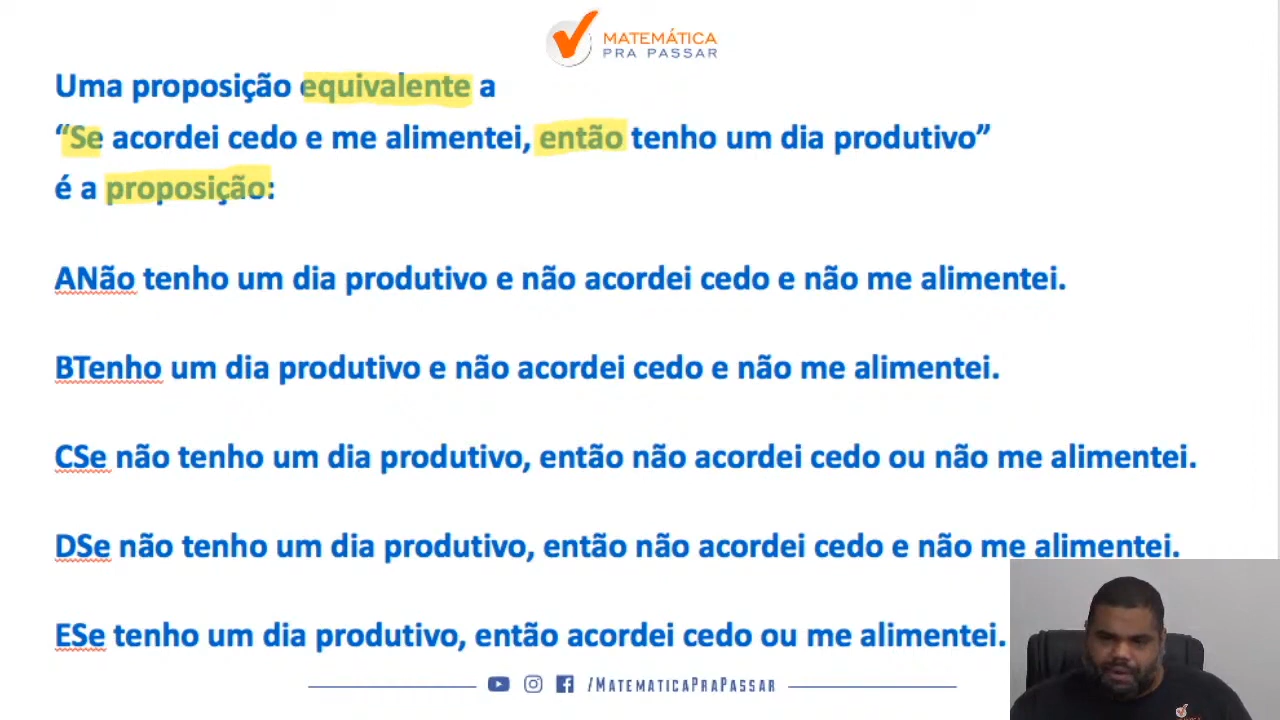 MATEMÁTICA
PRA PASSAR
Uma proposição equivalente a
“Se acordei cedo e me alimentei, então tenho um dia produtivo”
é a proposição:
ANão tenho um dia produtivo e não acordei cedo e não me alimentei.
BTenho um dia produtivo e não acordei cedo e não me alimentei.
CSe não tenho um dia produtivo, então não acordei cedo ou não me alimentei.
DSe não tenho um dia produtivo, então não acordei cedo e não me alimentei.
ESe tenho um dia produtivo, então acordei cedo ou me alimentei.
/MATEMATICAPRAPASSAR